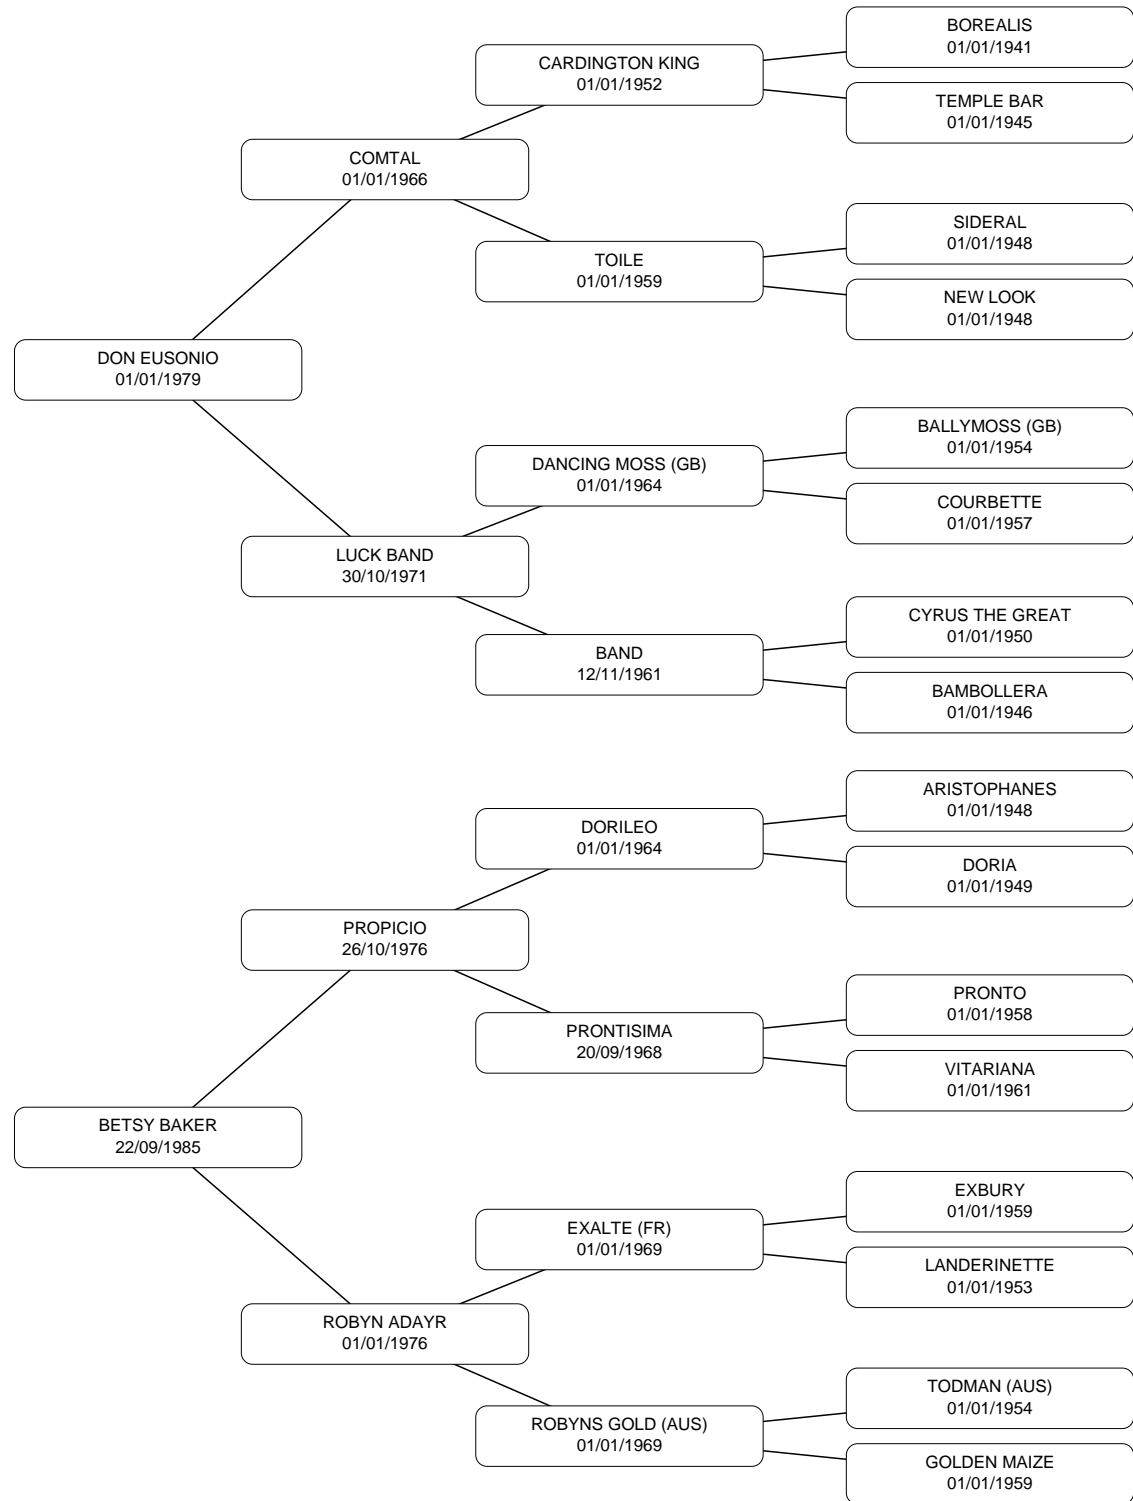 BOREALIS
01/01/1941
CARDINGTON KING
01/01/1952
TEMPLE BAR
01/01/1945
COMTAL
01/01/1966
SIDERAL
01/01/1948
TOILE
01/01/1959
NEW LOOK
01/01/1948
DON EUSONIO
01/01/1979
BALLYMOSS (GB)
01/01/1954
DANCING MOSS (GB)
01/01/1964
COURBETTE
01/01/1957
LUCK BAND
30/10/1971
CYRUS THE GREAT
01/01/1950
BAND
12/11/1961
BAMBOLLERA
01/01/1946
ARISTOPHANES
01/01/1948
DORILEO
01/01/1964
DORIA
01/01/1949
PROPICIO
26/10/1976
PRONTO
01/01/1958
PRONTISIMA
20/09/1968
VITARIANA
01/01/1961
BETSY BAKER
22/09/1985
EXBURY
01/01/1959
EXALTE (FR)
01/01/1969
LANDERINETTE
01/01/1953
ROBYN ADAYR
01/01/1976
TODMAN (AUS)
01/01/1954
ROBYNS GOLD (AUS)
01/01/1969
GOLDEN MAIZE
01/01/1959